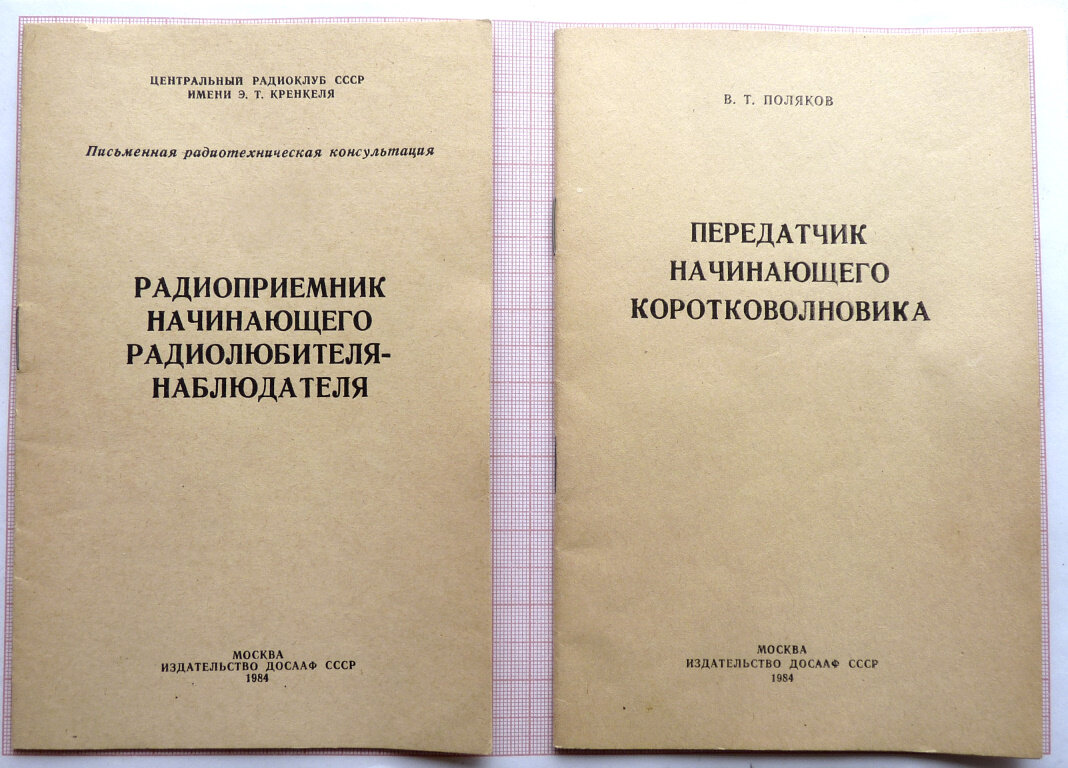 ЦЕНТРАЛЬНЫЙ РАДИОКЛУБ СССР
ИМЕНИ Э. Т. КРЕНКЕЛЯ
Письменная радиотехническая консультация
РАДИОПРИЕМНИК
НАЧИНАЮЩЕГО
РАДИОЛЮБИТЕЛЯ-
НАБЛЮДАТЕЛЯ
МОСКВА
ИЗДАТЕЛЬСТВО ДОСААФ СССР
1984
В. Т. ПОЛЯКОВ
ПЕРЕДАТЧИК
НАЧИНАЮЩЕГО
КОРОТКОВОЛНОВИКА
МОСКВА
ИЗДАТЕЛЬСТВО ДОСААФ СССР
1984